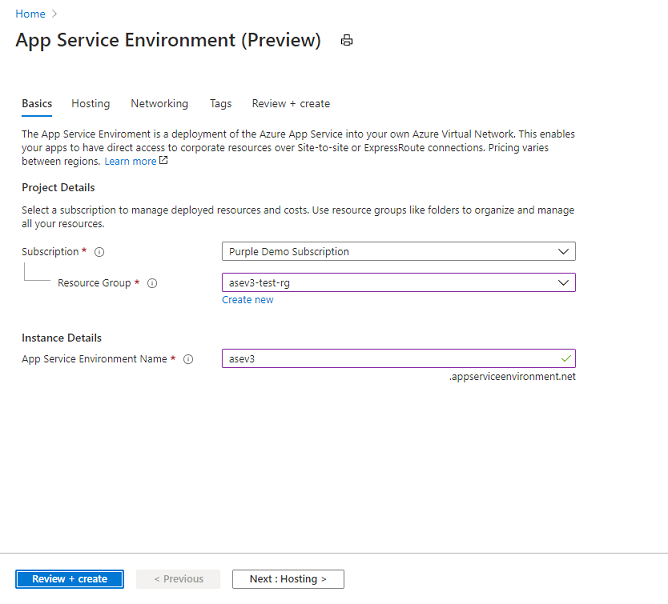 Home >
App Service Environment (Preview)
Basics Hosting Networking Tags Review + create
The App Service Enviroment is a deployment of the Azure App Service into your own Azure Virtual Network. This enables
your apps to have direct access to corporate resources over Site-to-site or ExpressRoute connections. Pricing varies
between regions. Learn more
Project Details
Select a subscription to manage deployed resources and costs. Use resource groups like folders to organize and manage
all your resources.
Subscription * Purple Demo Subscription
Resource Group * asev3-test-rg
Create new
Instance Details
App Service Environment Name * asev3
.appserviceenvironment.net
Review + create < Previous Next : Hosting >